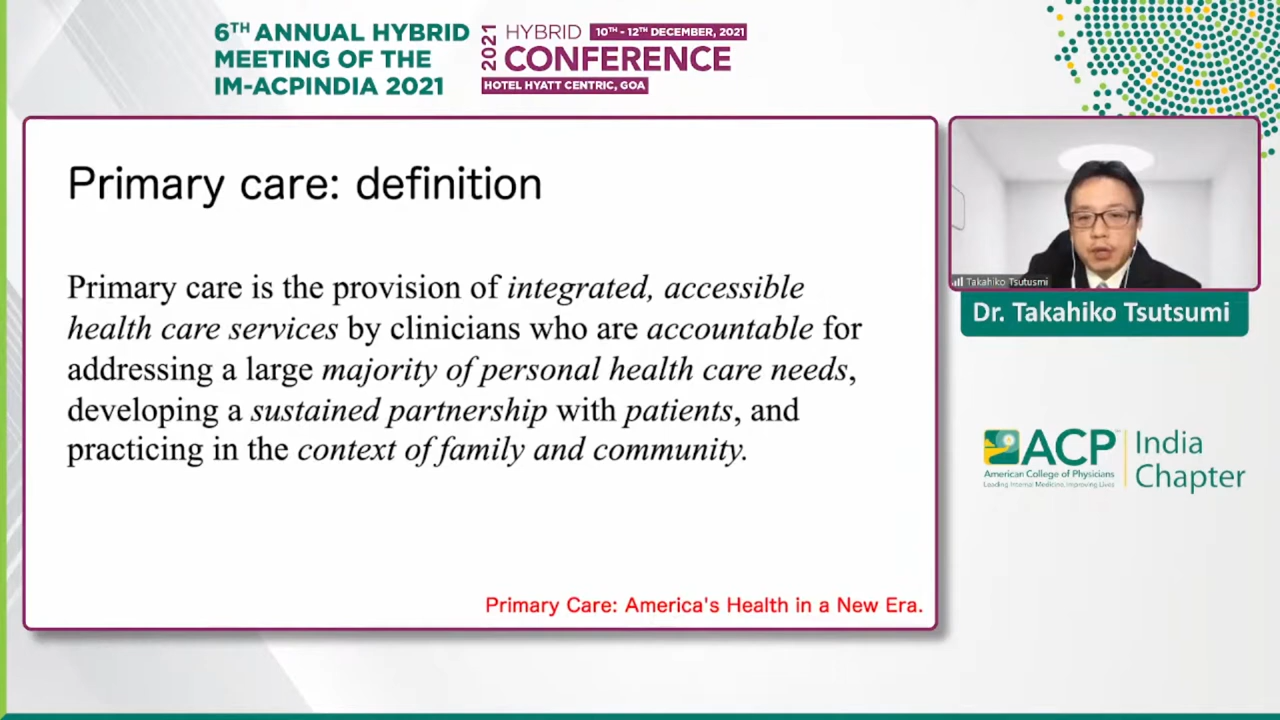 6TH ANNUAL HYBRID
MEETING OF THE
IM-ACPINDIA 2021
2021
HYBRID 10TH - 12TH DECEMBER, 2021
CONFERENCE
HOTEL HYATT CENTRIC, GOA
Primary care: definition
Primary care is the provision of integrated, accessible
health care services by clinicians who are accountable for
addressing a large majority of personal health care needs,
developing a sustained partnership with patients, and
practicing in the context of family and community.
Primary Care: America's Health in a New Era.
Takahiko Tsutusmi
Dr. Takahiko Tsutsumi
ACP
American College of Physicians
Leading Internal Medicine, Improving Lives
India
Chapter